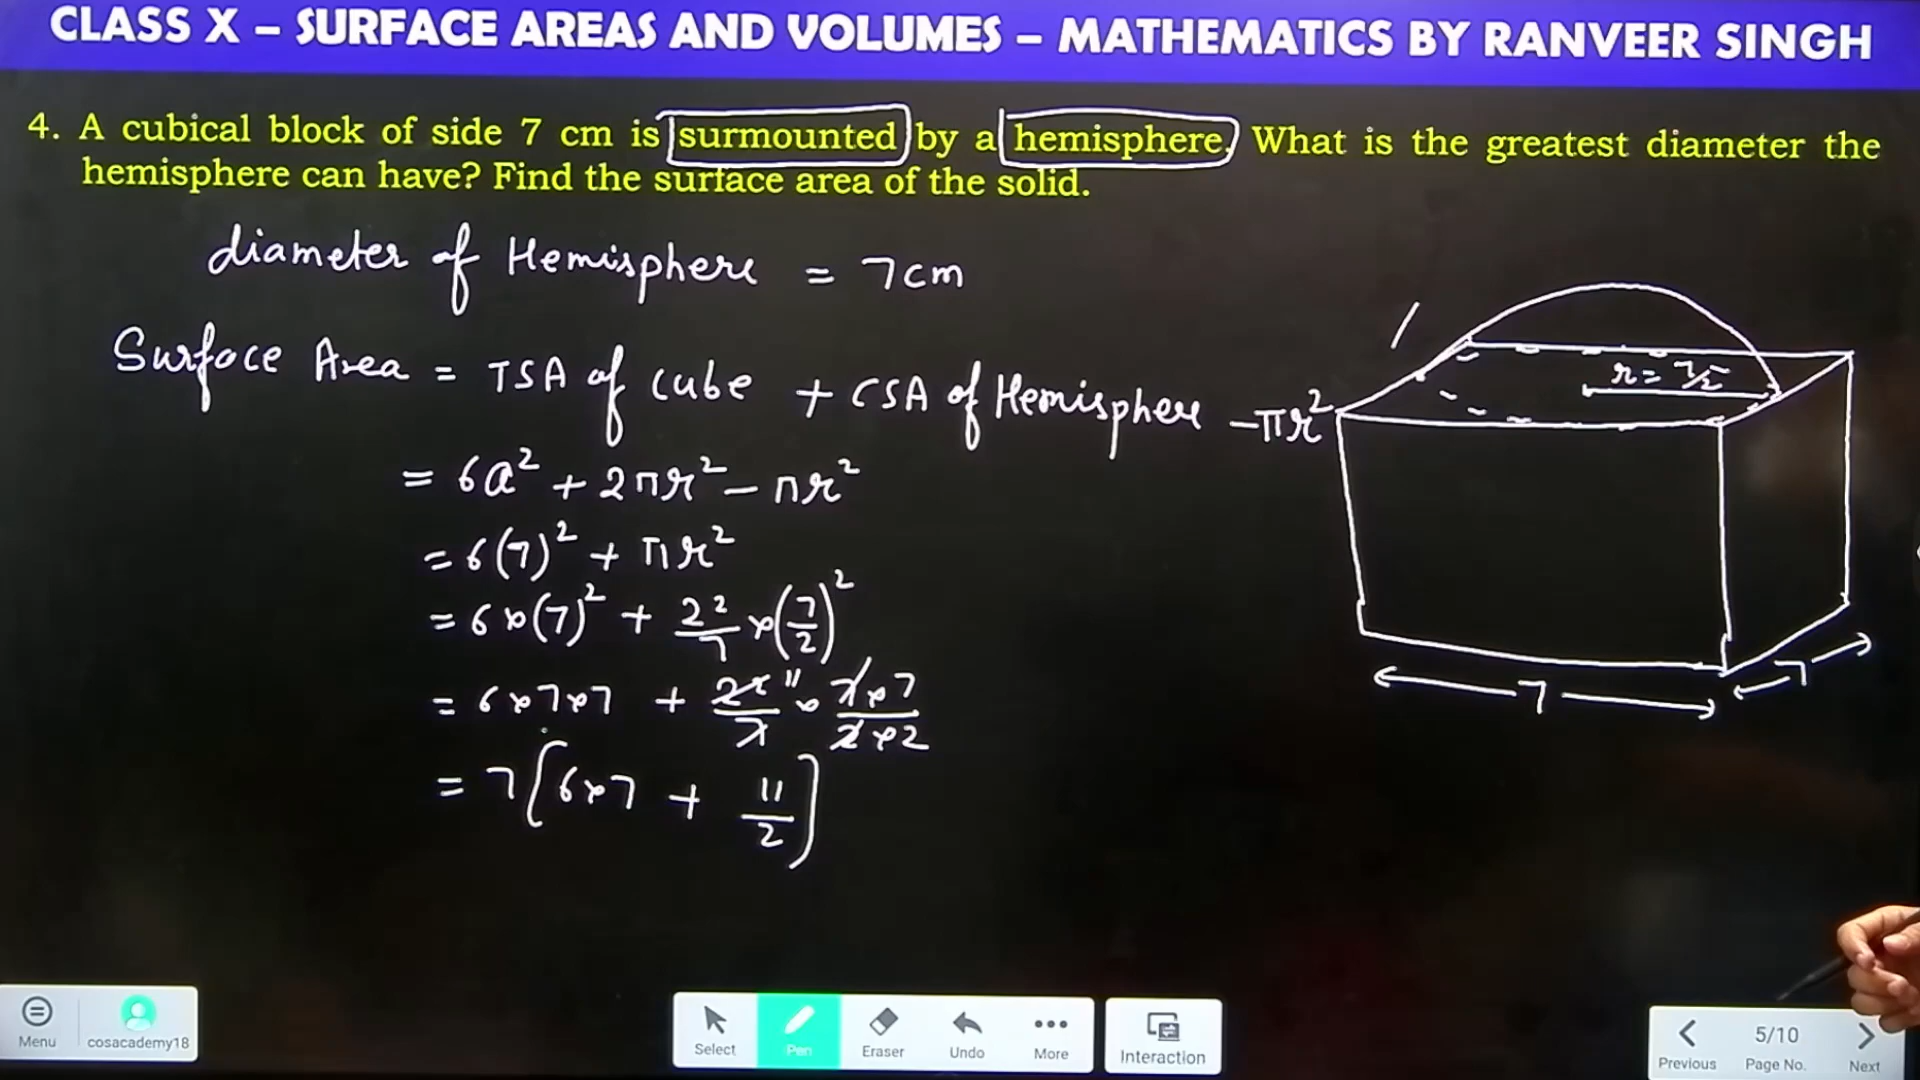 CLASS X – SURFACE AREAS AND VOLUMES – MATHEMATICS BY RANVEER SINGH
4. A cubical block of side 7 cm is surmounted by a hemisphere. What is the greatest diameter the
hemisphere can have? Find the surface area of the solid.
diameter of Hemisphere = 7cm
Surface Area = TSA of cube + CSA of Hemisphere - πr²
= 6a² + 2πr² - πr²
= 6(7)² + πr²
= 6×(7)² + 22/7 × (7/2)²
= 6×7×7 + 22/7 11 × 7×7/2×2
= 7[6×7 + 11/2]
r = 7/2
7
7
Menu
cosacademy18
Select
Pen
Eraser
Undo
More
Interaction
Previous
5/10
Page No.
Next